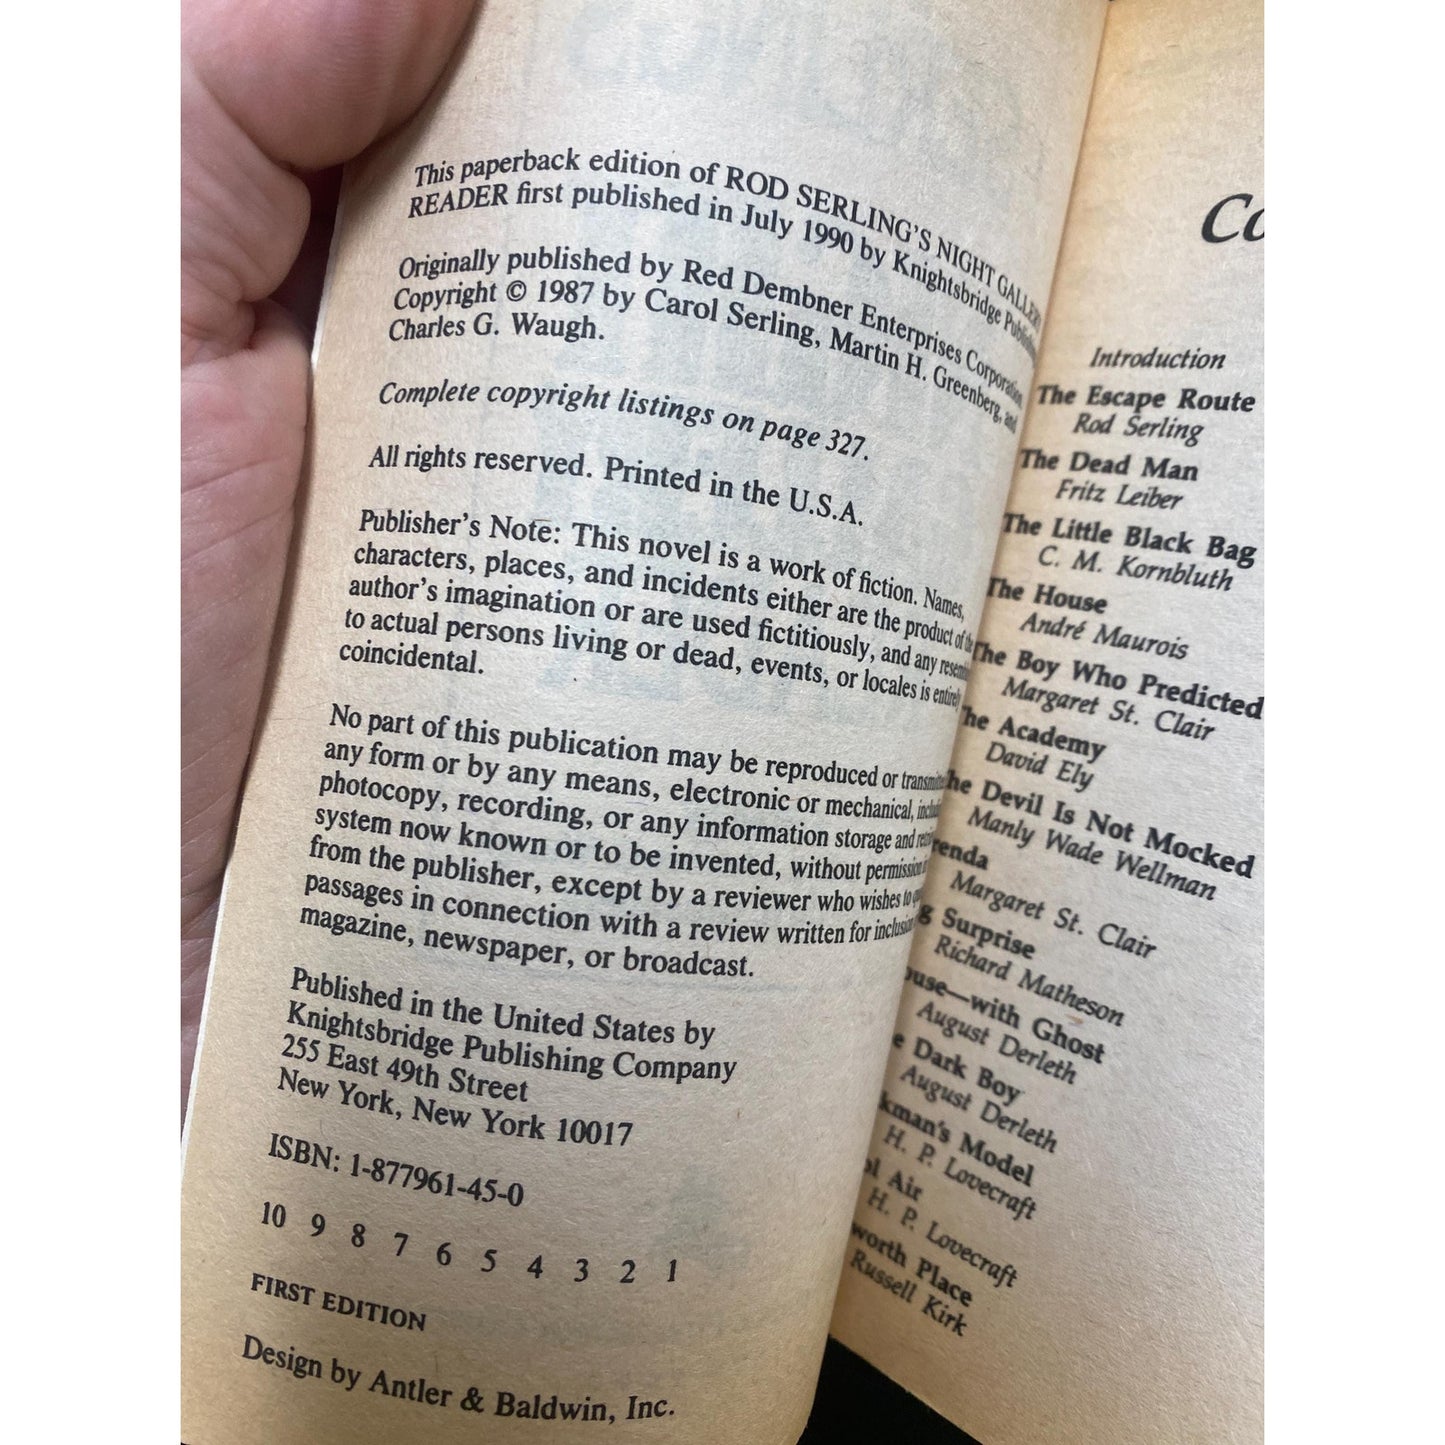 This paperback edition of ROD SERLING'S NIGHT GALLERY
READER first published in July 1990 by Knightsbridge
Originally published by Red Dembner Enterprises Corporation,
Copyright © 1987 by Carol Serling, Martin H. Greenberg, and
Charles G. Waugh.
Complete copyright listings on page 327.
All rights reserved. Printed in the U.S.A.
Publisher's Note: This novel is a work of fiction. Names,
characters, places, and incidents either are the product of the
author's imagination or are used fictitiously, and any
to actual persons living or dead, events, or locales is entirely
coincidental.
No part of this publication may be reproduced or
any form or by any means, electronic or mechanical,
photocopy, recording, or any information storage and
system now known or to be invented, without permission
from the publisher, except by a reviewer who wishes to
passages in connection with a review written for
magazine, newspaper, or broadcast.
Published in the United States by
Knightsbridge Publishing Company
255 East 49th Street
New York, New York 10017
ISBN: 1-877961-45-0
10 9 8 7 6 5 4 3 2 1
FIRST EDITION
Design by Antler & Baldwin, Inc.
Co
Introduction
The Escape Route
Rod Serling
The Dead Man
Fritz Leiber
The Little Black Bag
C. M. Kornbluth
The House
André Maurois
The Boy Who Predicted
Margaret St. Clair
The Academy
David Ely
The Devil Is Not Mocked
Manly Wade Wellman
enda
Margaret St. Clair
g Surprise
Richard Matheson
ouse—with Ghost
August Derleth
e Dark Boy
August Derleth
kman's Model
H. P. Lovecraft
ol Air
H. P. Lovecraft
worth Place
Russell Kirk